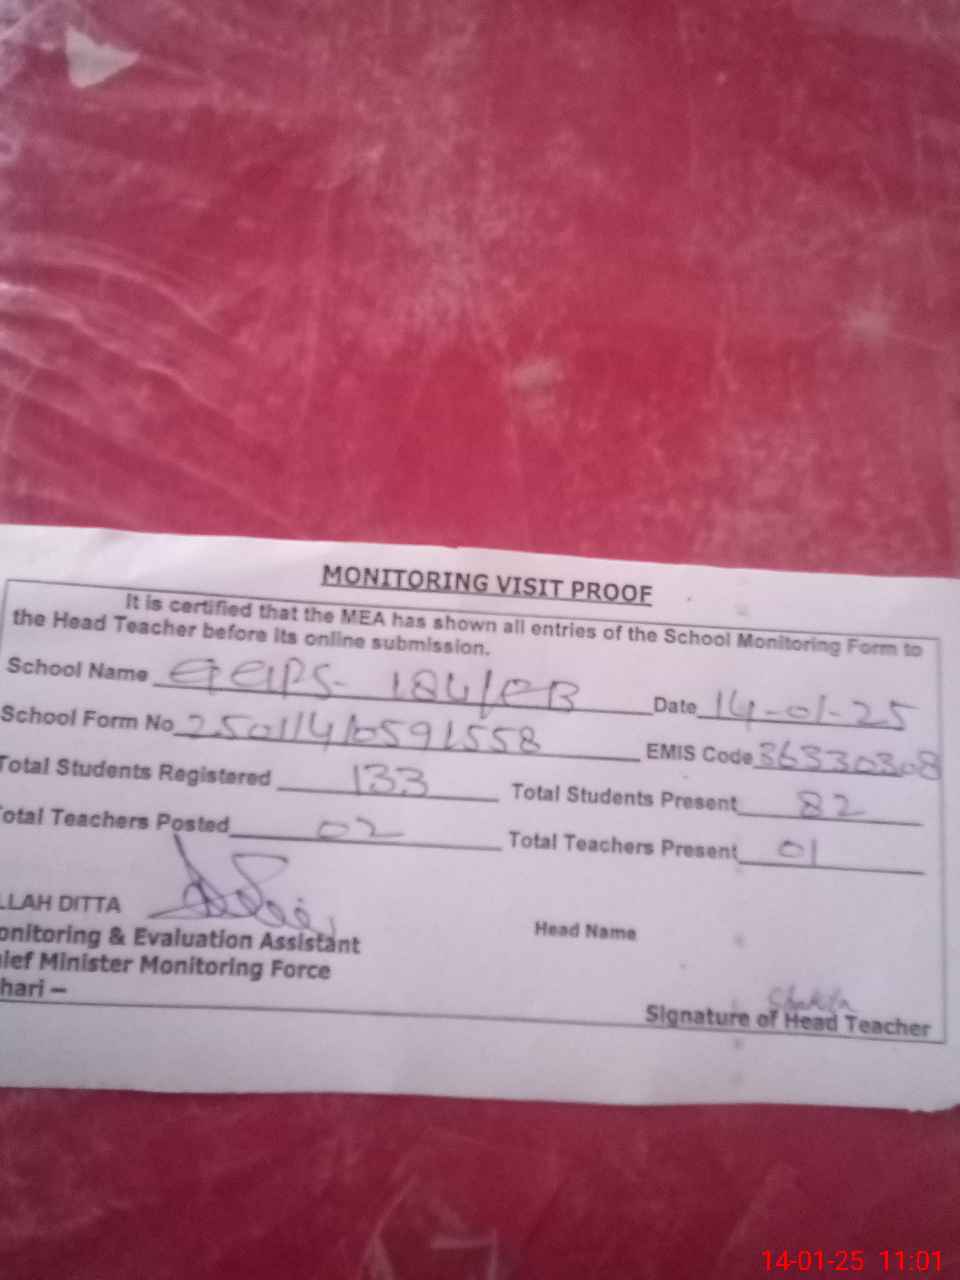 MONITORING VISIT PROOF
It is certified that the MEA has shown all entries of the School Monitoring Form to
the Head Teacher before its online submission.
School Name GGPS- 184/EB Date 14-01-25
School Form No 250114 EMIS Code 36330308
Total Students Registered 133 Total Students Present 82
otal Teachers Posted 02 Total Teachers Present 01
LLAH DITTA
onitoring & Evaluation Assistant Head Name
ief Minister Monitoring Force
hari – Shakila
Signature of Head Teacher
14-01-25 11:01